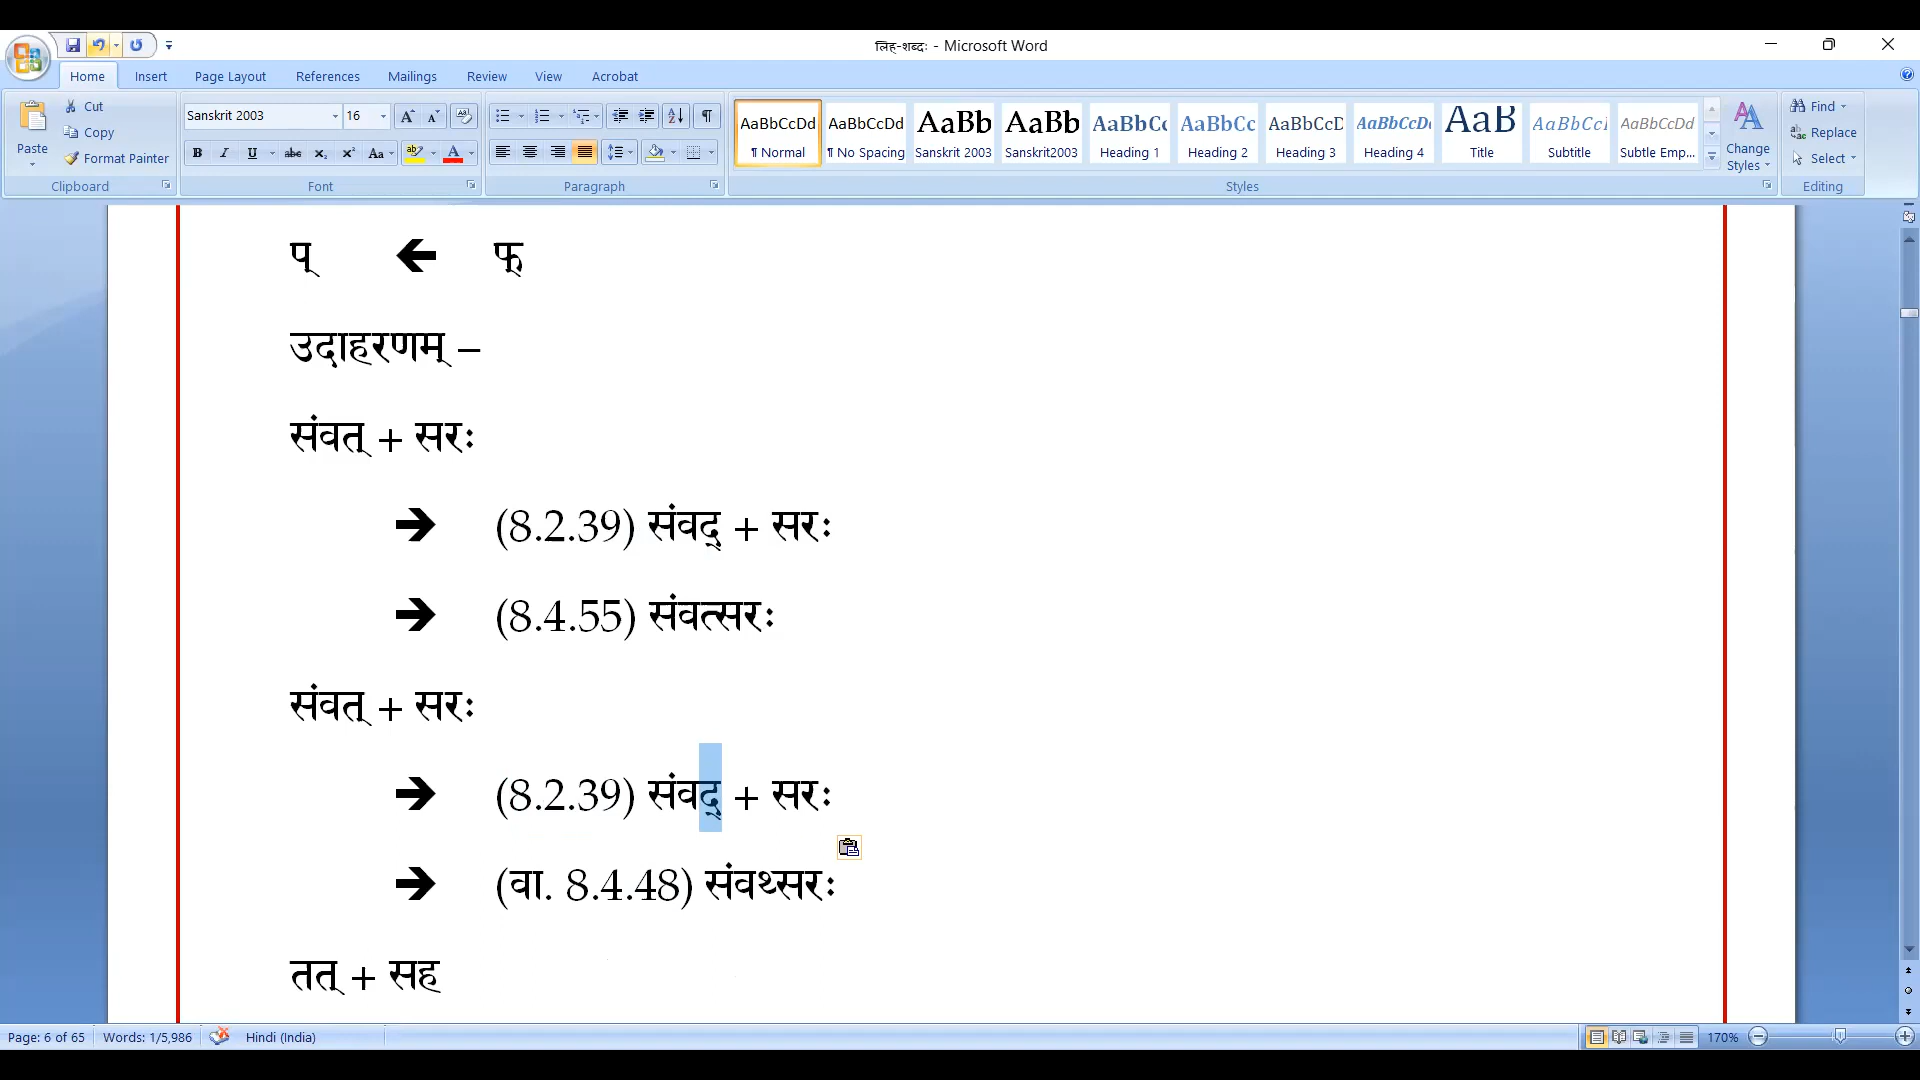 लिह-शब्दः - Microsoft Word
Home Insert Page Layout References Mailings Review View Acrobat
Paste
Cut
Copy
Format Painter
Clipboard
Sanskrit 2003 16
Font
Paragraph
AaBbCcDd AaBbCcDd AaBb AaBb AaBbCc AaBbCc AaBbCcD AaBbCcD AaB AaBbCcl AaBbCcDd
¶ Normal ¶ No Spacing Sanskrit 2003 Sanskrit2003 Heading 1 Heading 2 Heading 3 Heading 4 Title Subtitle Subtle Emp...
Change Styles
Styles
Find
Replace
Select
Editing
प् 🡸 फ्
उदाहरणम् –
संवत् + सरः
🡺 (8.2.39) संवद् + सरः
🡺 (8.4.55) संवत्सरः
संवत् + सरः
🡺 (8.2.39) संवद् + सरः
🡺 (वा. 8.4.48) संवथ्सरः
तत् + सह
Page: 6 of 65 Words: 1/5,986 Hindi (India) 170%